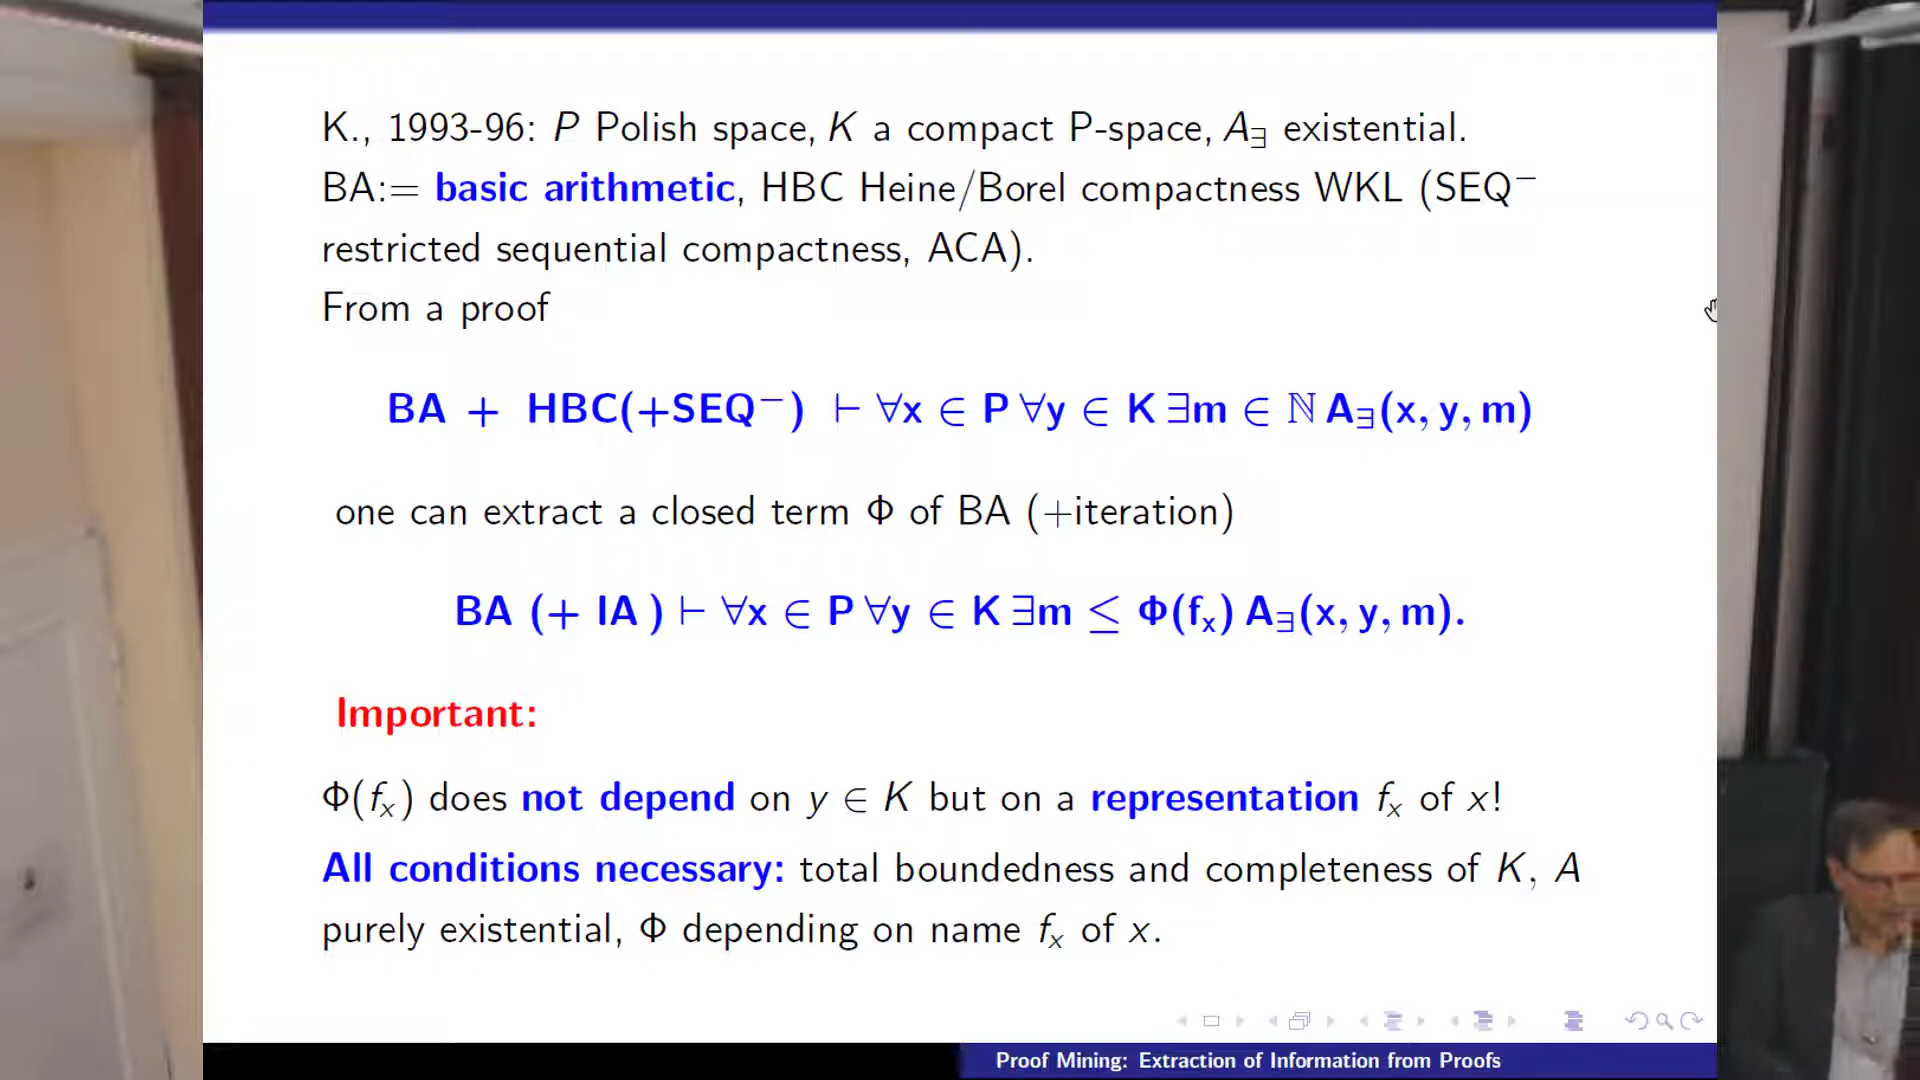 K., 1993-96: P Polish space, K a compact P-space, A∃ existential.
BA:= basic arithmetic, HBC Heine/Borel compactness WKL (SEQ⁻
restricted sequential compactness, ACA).
From a proof
BA + HBC(+SEQ⁻) ⊢ ∀x ∈ P ∀y ∈ K ∃m ∈ ℕ A∃(x, y, m)
one can extract a closed term Φ of BA (+iteration)
BA (+ IA ) ⊢ ∀x ∈ P ∀y ∈ K ∃m ≤ Φ(fₓ) A∃(x, y, m).
Important:
Φ(fₓ) does not depend on y ∈ K but on a representation fₓ of x!
All conditions necessary: total boundedness and completeness of K, A
purely existential, Φ depending on name fₓ of x.
Proof Mining: Extraction of Information from Proofs